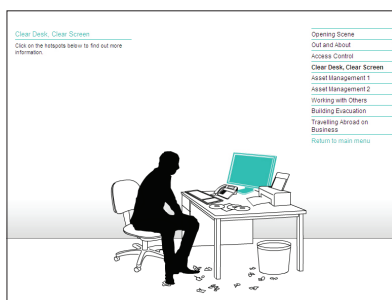 Clear Desk, Clear Screen
Click on the hotspots below to find out more
information.
Opening Scene
Out and About
Access Control
Clear Desk, Clear Screen
Asset Management 1
Asset Management 2
Working with Others
Building Evacuation
Travelling Abroad on
Business
Return to main menu